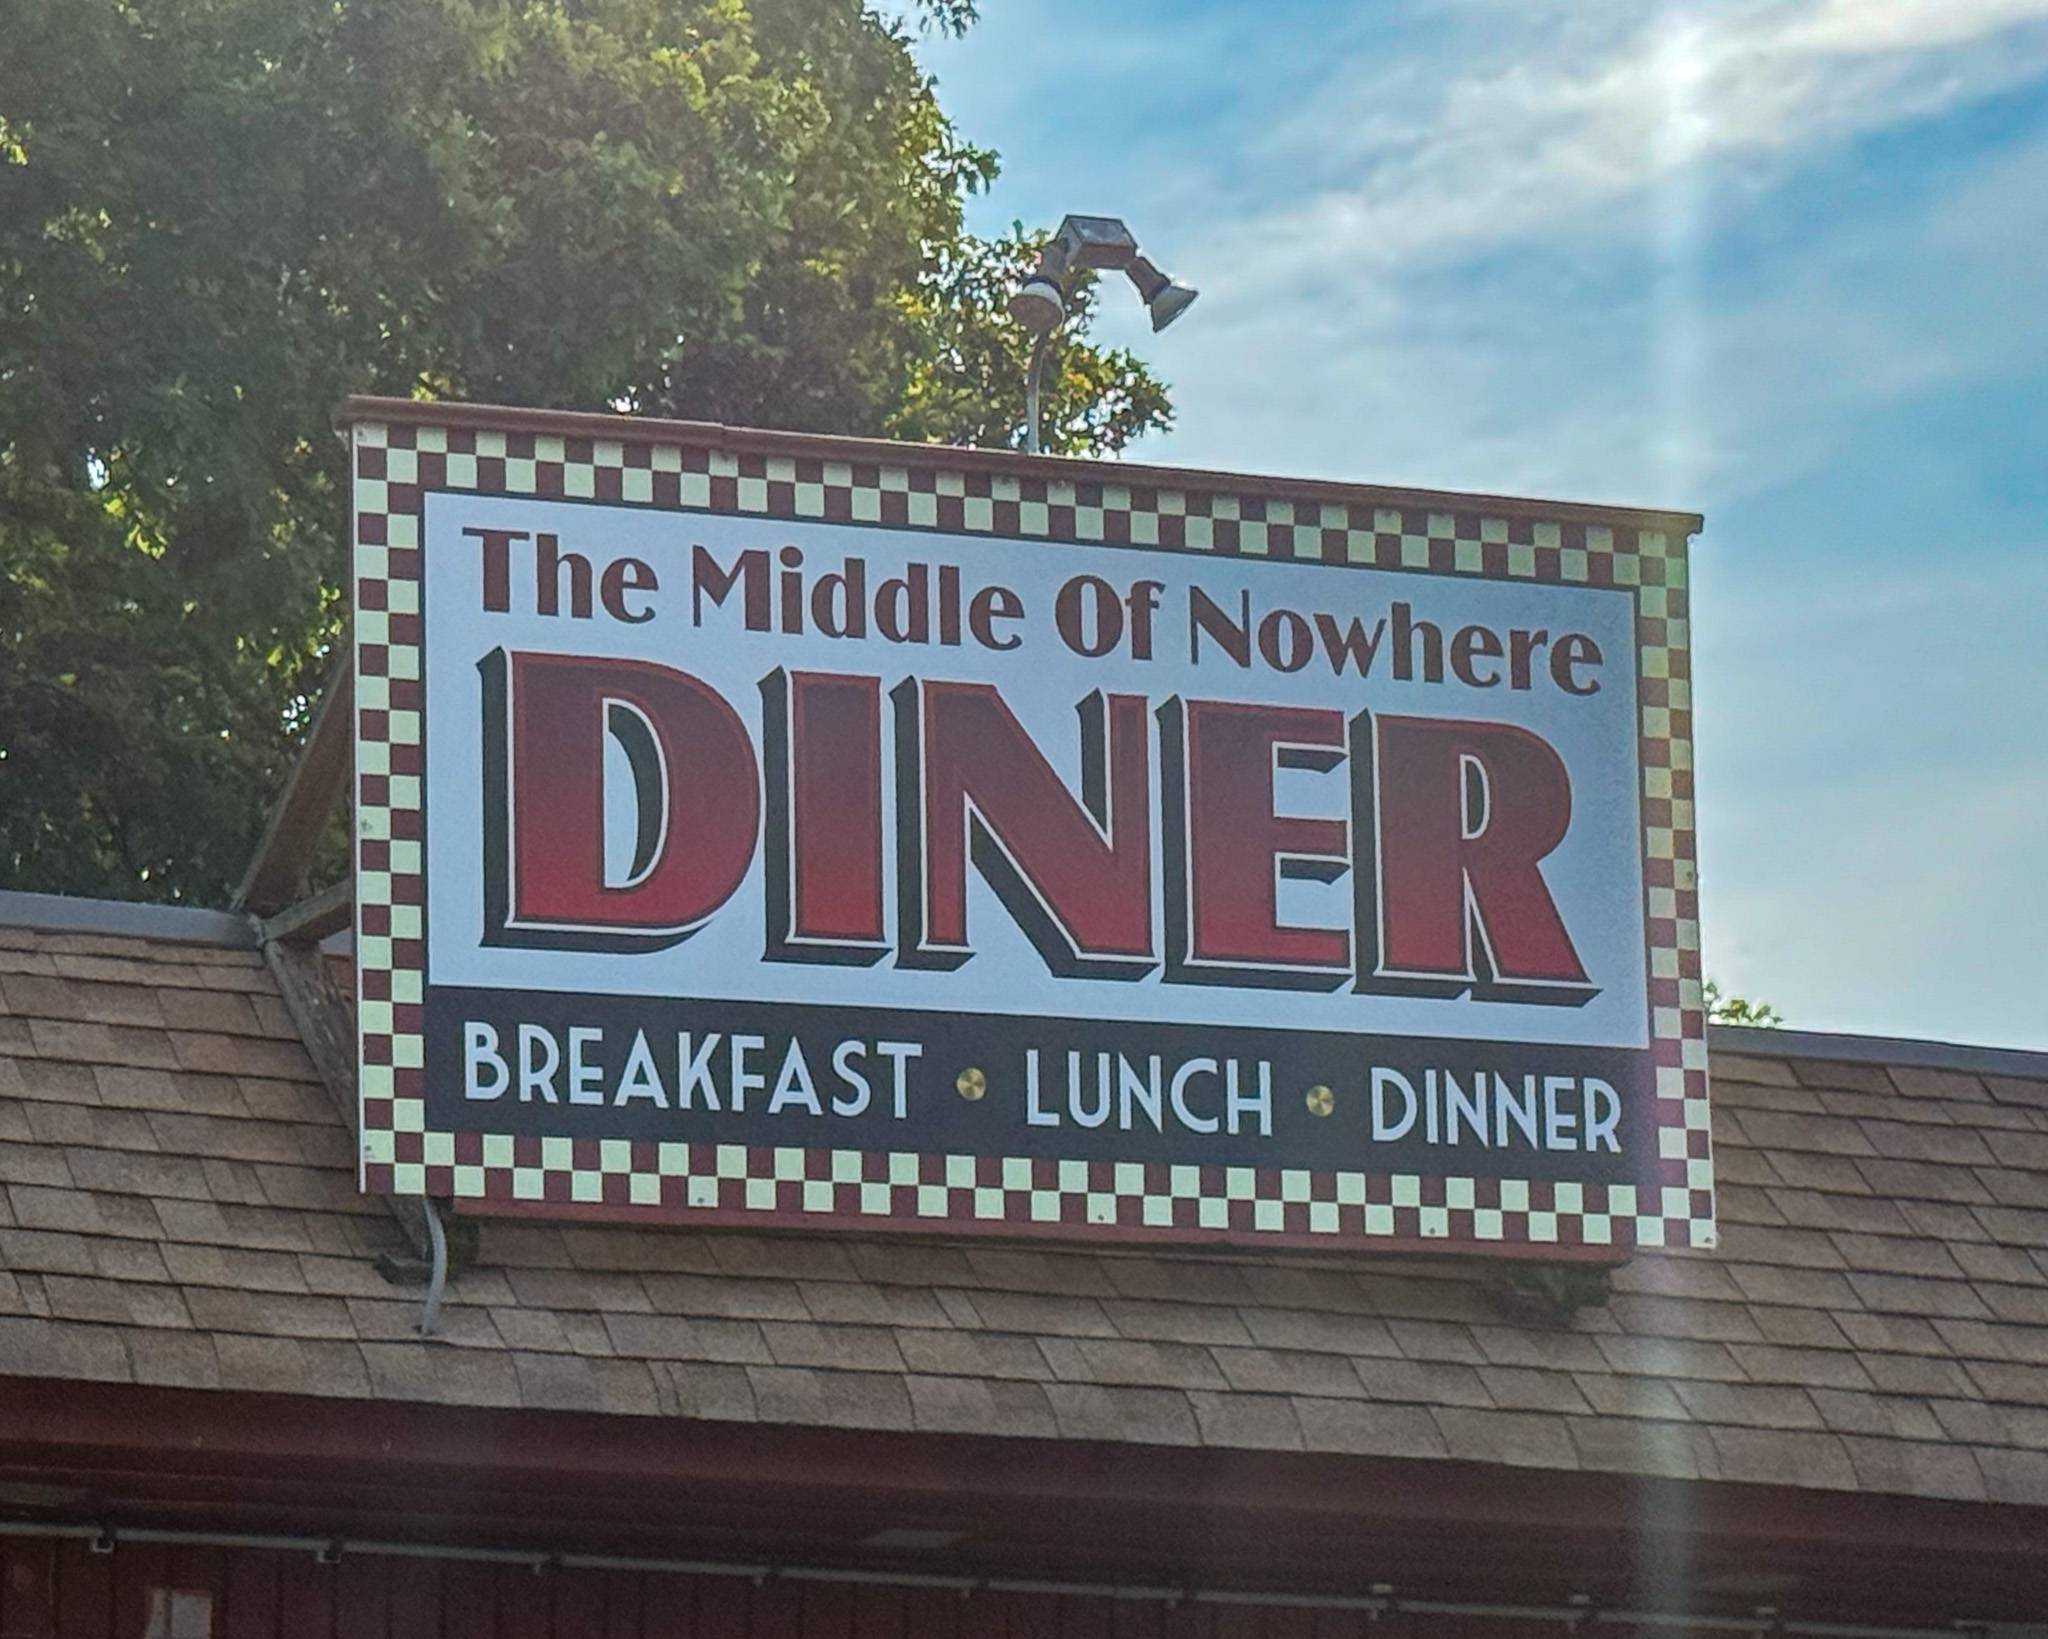 The Middle Of Nowhere
DINER
BREAKFAST • LUNCH • DINNER